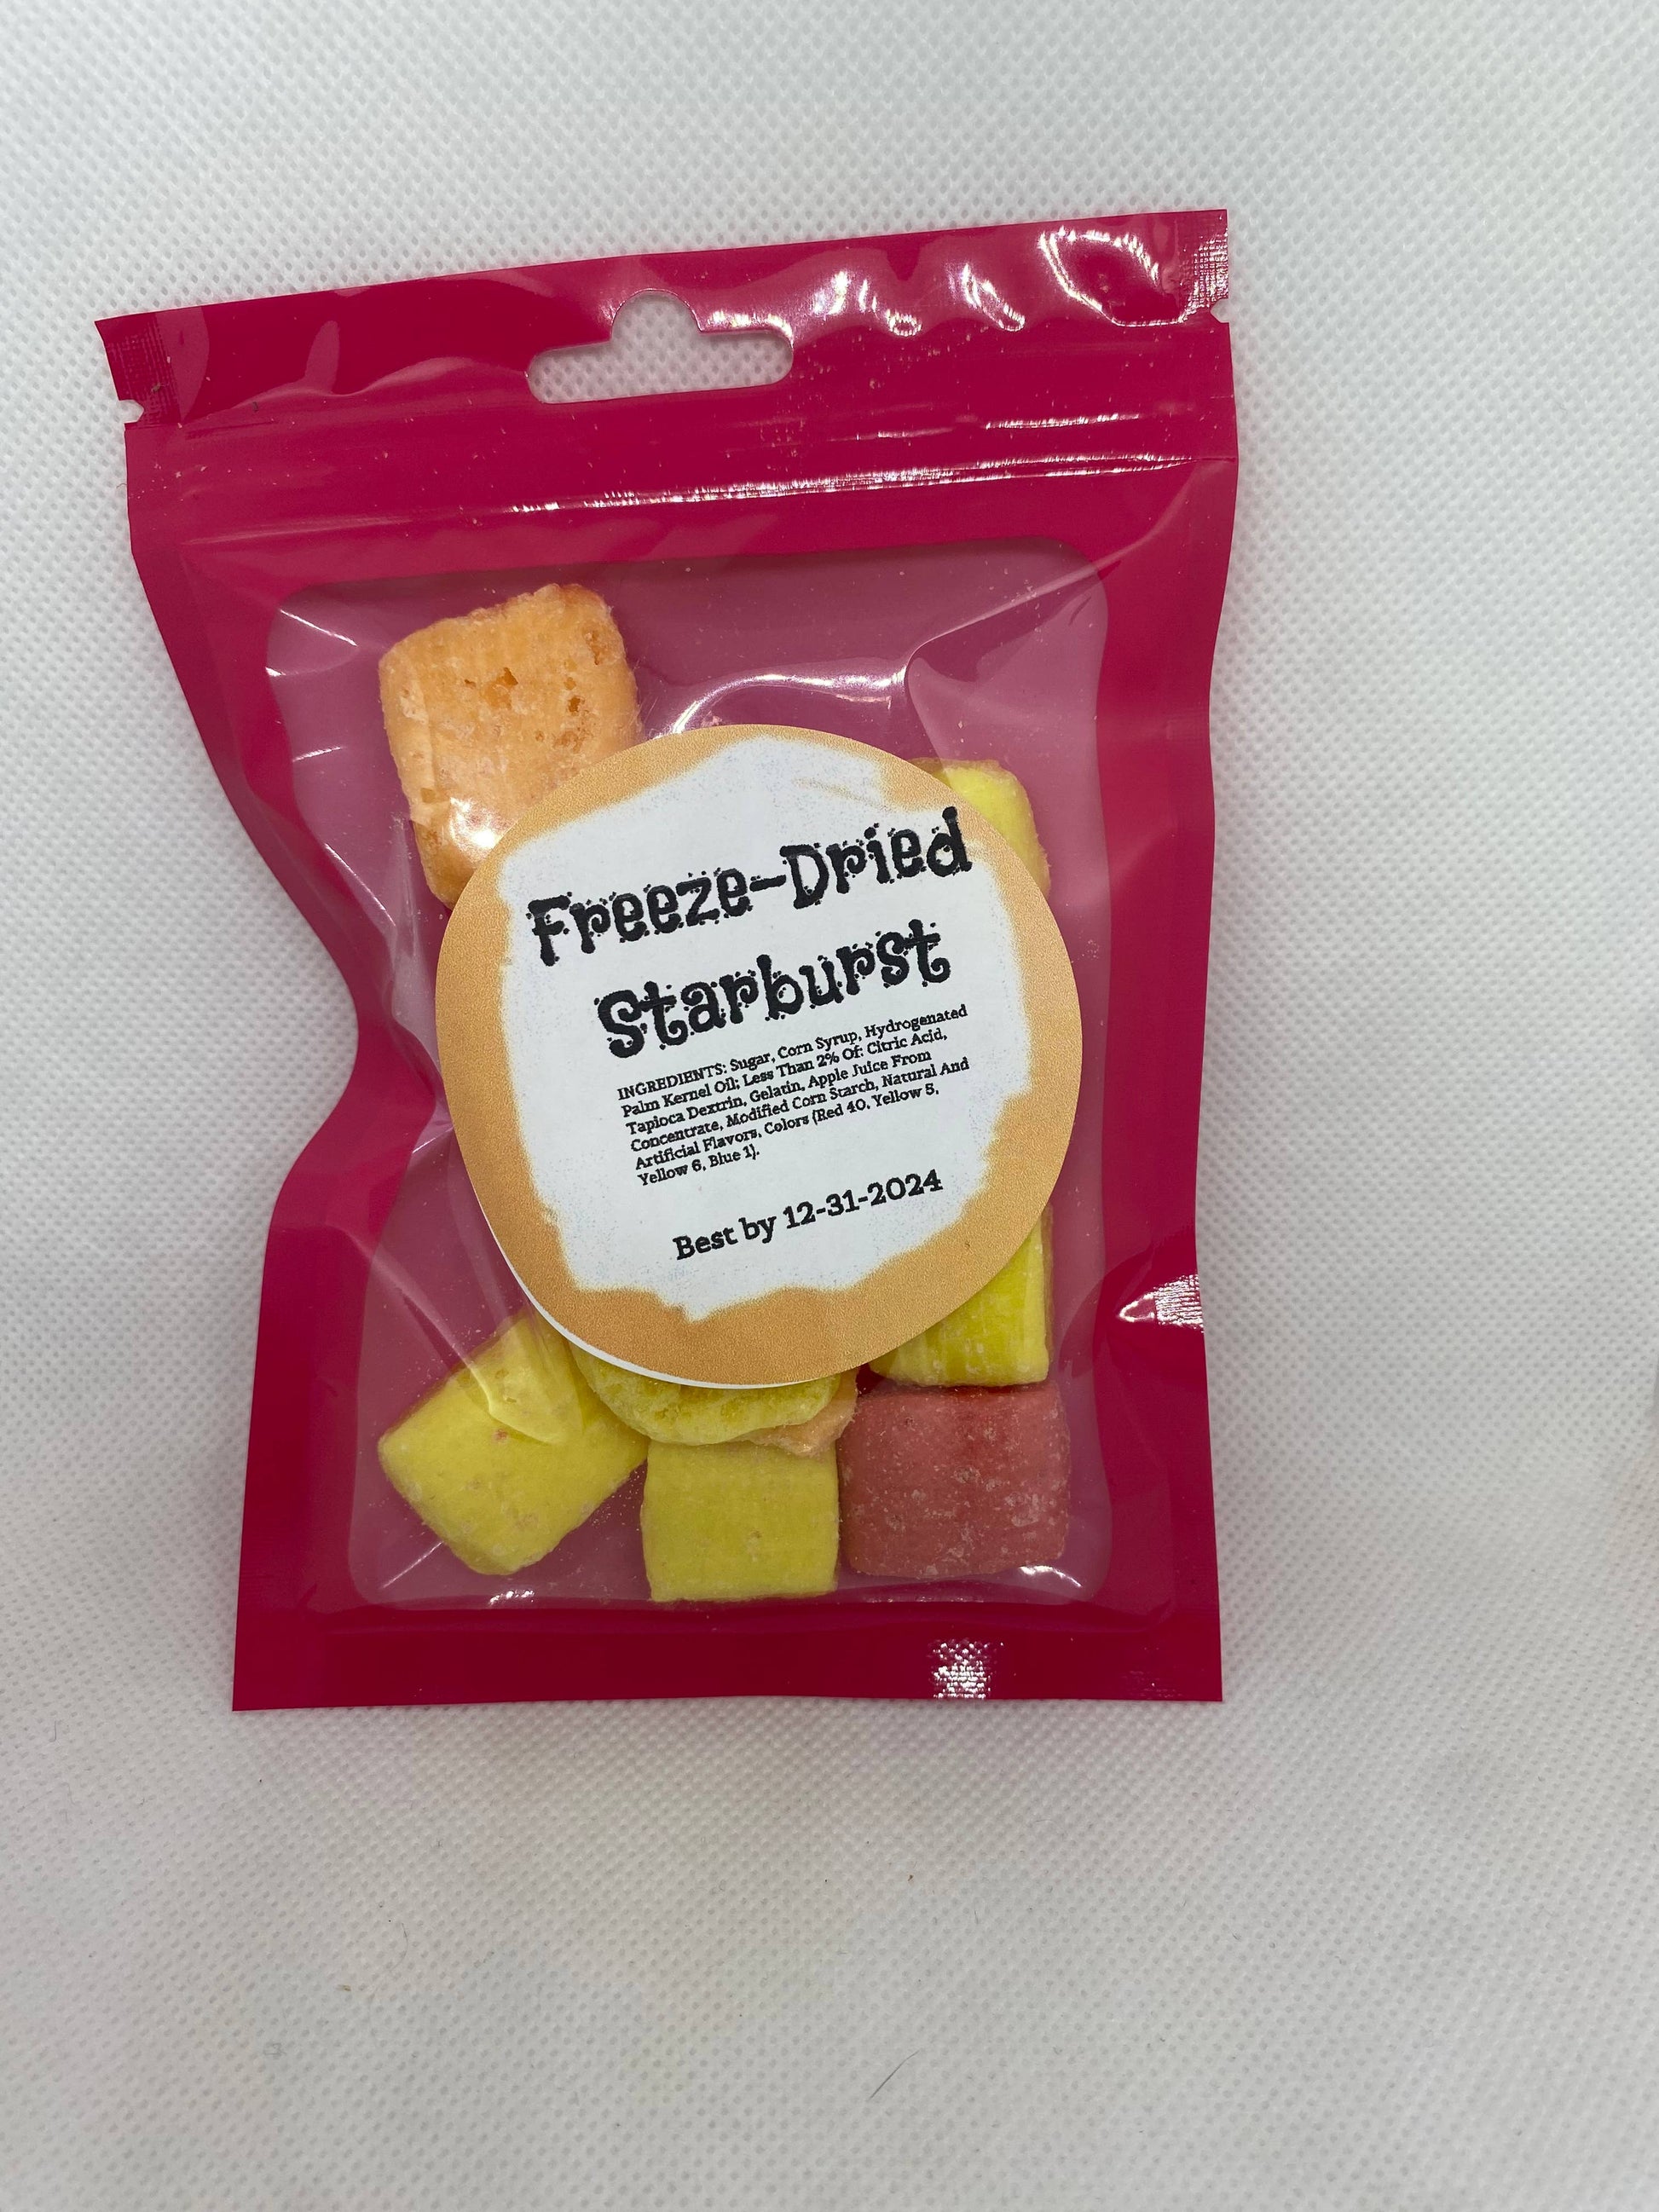 Freeze-Dried
Starburst
INGREDIENTS: Sugar, Corn Syrup, Hydrogenated
Palm Kernel Oil; Less Than 2% Of: Citric Acid,
Tapioca Dextrin, Gelatin, Apple Juice From
Concentrate, Modified Corn Starch, Natural And
Artificial Flavors, Colors (Red 40, Yellow 5,
Yellow 6, Blue 1).
Best by 12-31-2024